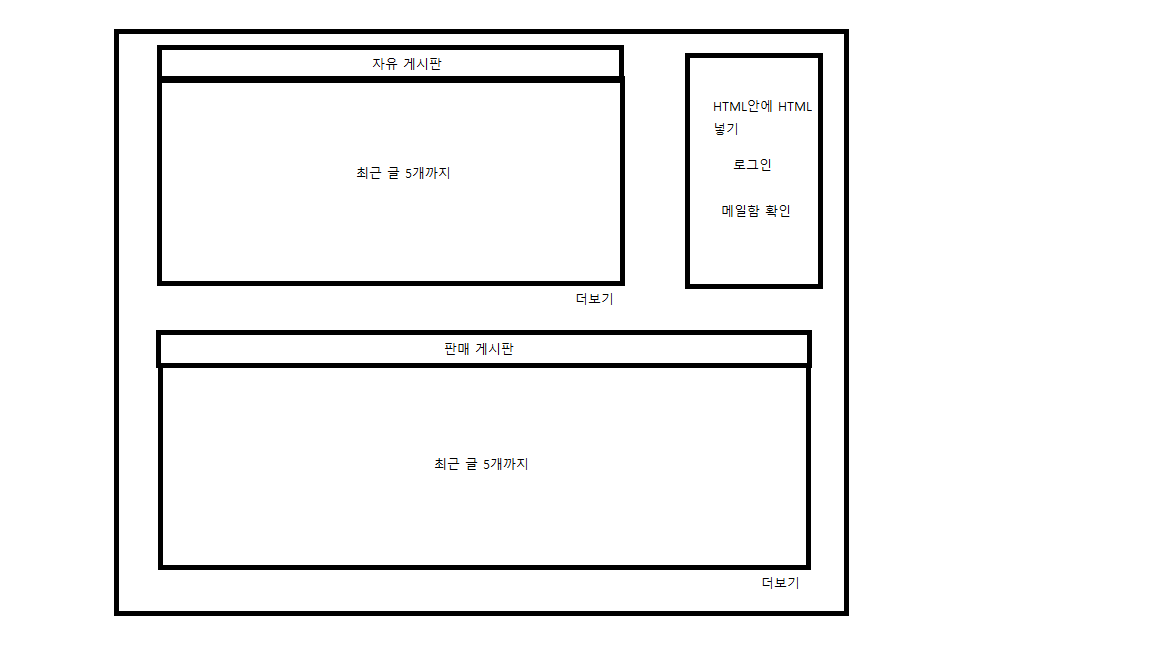 자유 게시판
최근 글 5개까지
더보기
HTML안에 HTML
넣기
로그인
메일함 확인
판매 게시판
최근 글 5개까지
더보기